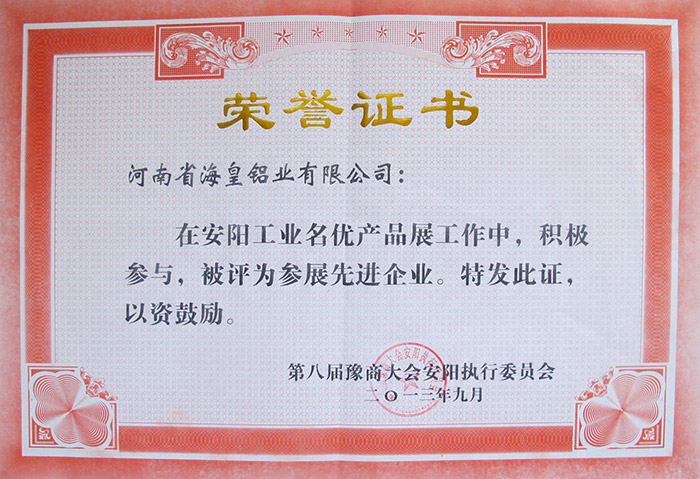 荣誉证书
河南省海皇铝业有限公司：
在安阳工业名优产品展工作中，积极
参与，被评为参展先进企业。特发此证，
以资鼓励。
第八届豫商大会安阳执行委员会
二〇一三年九月